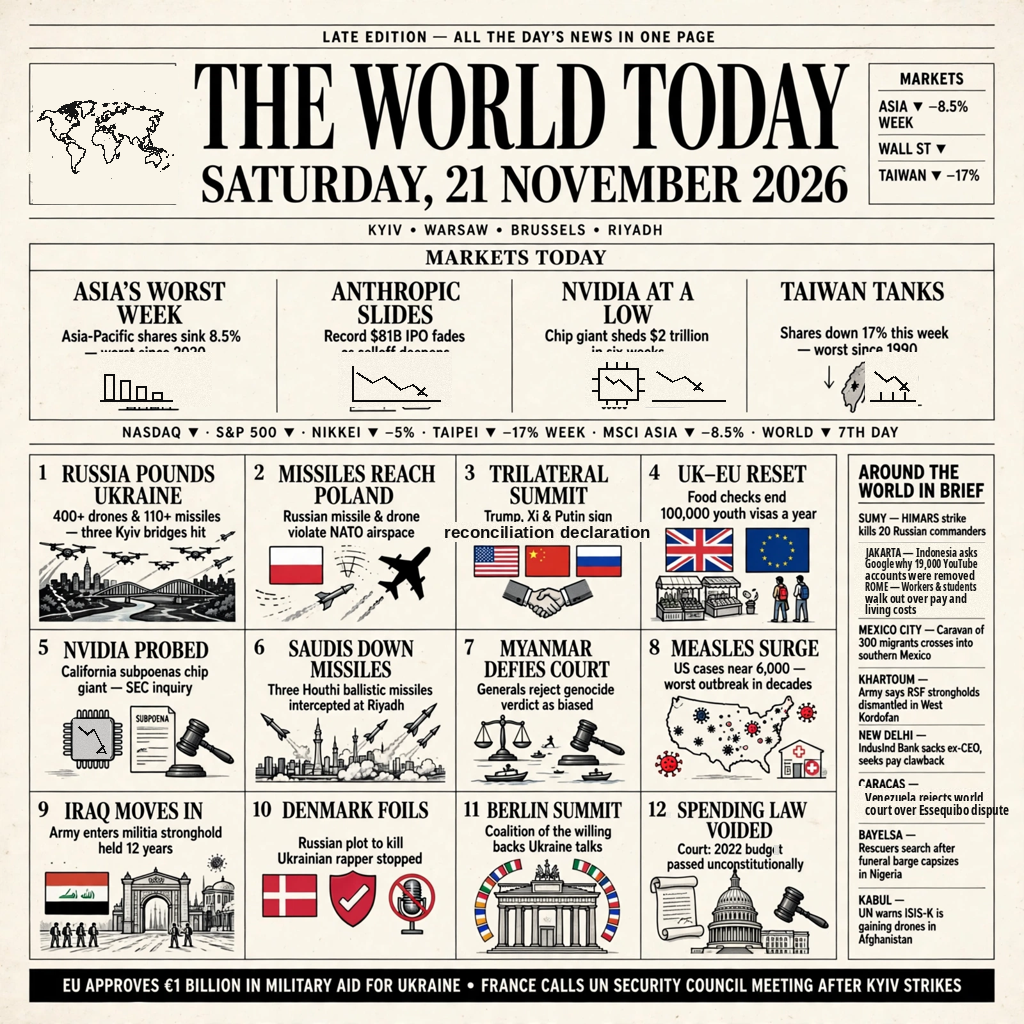 LATE EDITION — ALL THE DAY'S NEWS IN ONE PAGE
THE WORLD TODAY
SATURDAY, 21 NOVEMBER 2026
MARKETS
ASIA ▼ −8.5%
WEEK
WALL ST ▼
TAIWAN ▼ −17%
KYIV • WARSAW • BRUSSELS • RIYADH
MARKETS TODAY
ASIA'S WORST
WEEK
Asia-Pacific shares sink 8.5%
— worst since 2020
ANTHROPIC
SLIDES
Record $81B IPO fades
as selloff deepens
NVIDIA AT A
LOW
Chip giant sheds $2 trillion
in six weeks
TAIWAN TANKS
Shares down 17% this week
— worst since 1990
NASDAQ ▼ · S&P 500 ▼ · NIKKEI ▼ −5% · TAIPEI ▼ −17% WEEK · MSCI ASIA ▼ −8.5% · WORLD ▼ 7TH DAY
1 RUSSIA POUNDS
UKRAINE
400+ drones & 110+ missiles
— three Kyiv bridges hit
2 MISSILES REACH
POLAND
Russian missile & drone
violate NATO airspace
3 TRILATERAL
SUMMIT
Trump, Xi & Putin sign
reconciliation declaration
4 UK–EU RESET
Food checks end
100,000 youth visas a year
5 NVIDIA PROBED
California subpoenas chip
giant — SEC inquiry
SUBPOENA
6 SAUDIS DOWN
MISSILES
Three Houthi ballistic missiles
intercepted at Riyadh
7 MYANMAR
DEFIES COURT
Generals reject genocide
verdict as biased
8 MEASLES SURGE
US cases near 6,000 —
worst outbreak in decades
9 IRAQ MOVES IN
Army enters militia stronghold
held 12 years
10 DENMARK FOILS
Russian plot to kill
Ukrainian rapper stopped
11 BERLIN SUMMIT
Coalition of the willing
backs Ukraine talks
12 SPENDING LAW
VOIDED
Court: 2022 budget
passed unconstitutionally
AROUND THE
WORLD IN BRIEF
SUMY — HIMARS strike
kills 20 Russian commanders
JAKARTA — Indonesia asks
Google why 19,000 YouTube
accounts were removed
ROME — Workers & students
walk out over pay and
living costs
MEXICO CITY — Caravan of
300 migrants crosses into
southern Mexico
KHARTOUM —
Army says RSF strongholds
dismantled in West
Kordofan
NEW DELHI —
IndusInd Bank sacks ex-CEO,
seeks pay clawback
CARACAS —
Venezuela rejects world
court over Essequibo dispute
BAYELSA —
Rescuers search after
funeral barge capsizes
in Nigeria
KABUL —
UN warns ISIS-K is
gaining drones in
Afghanistan
EU APPROVES €1 BILLION IN MILITARY AID FOR UKRAINE • FRANCE CALLS UN SECURITY COUNCIL MEETING AFTER KYIV STRIKES